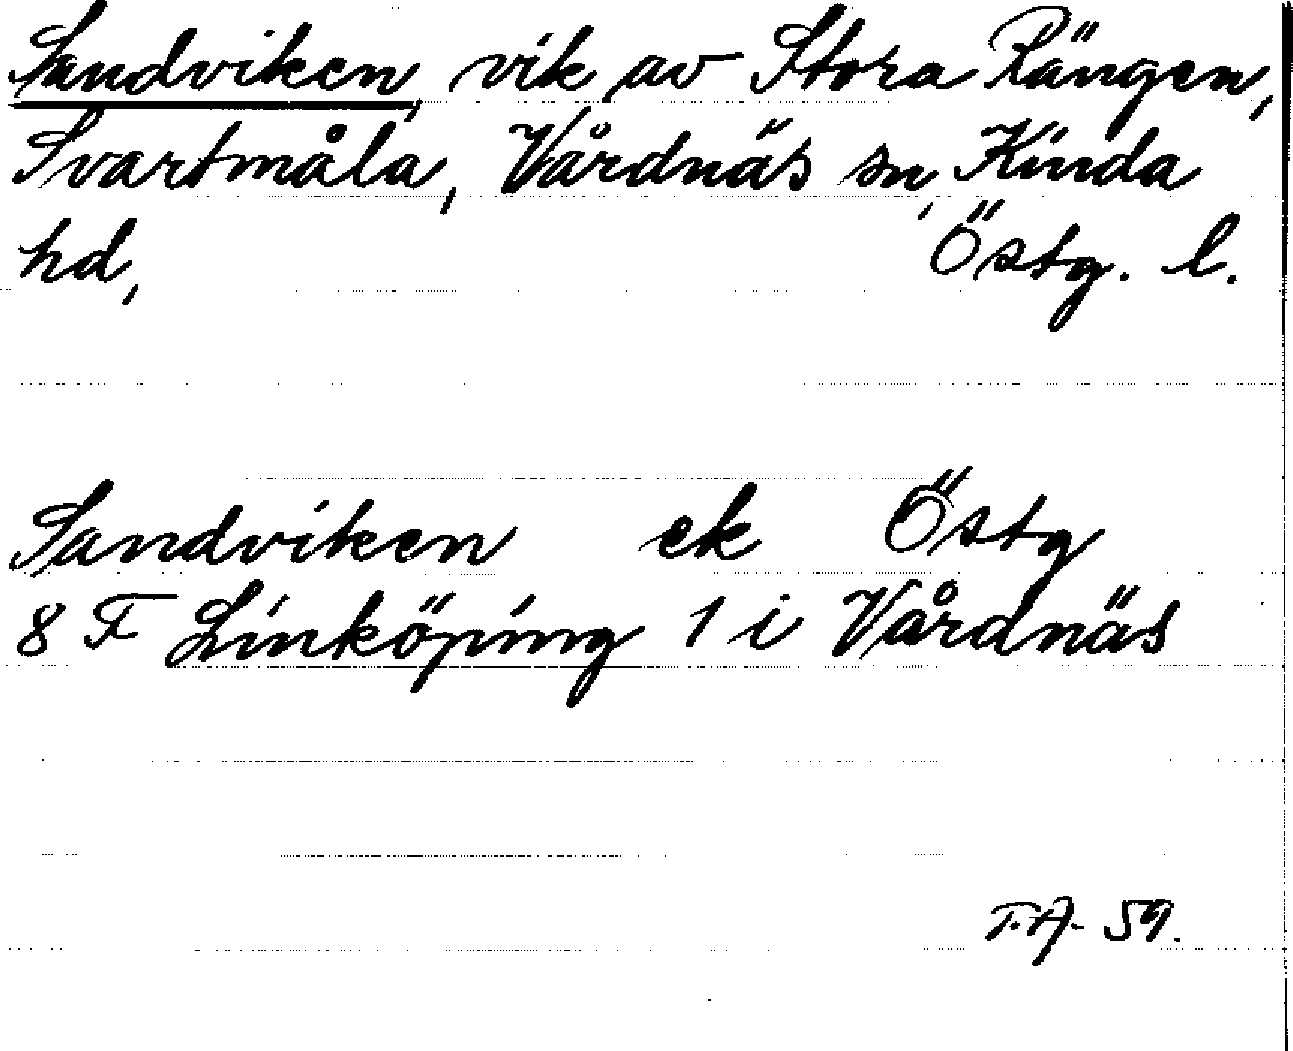 Sandviken, vik av Stora Rängen,
Svartmåla, Vårdnäs sn, Kinda
hd, Östg. l.
Sandviken ek Östg
8 F Linköping 1 i Vårdnäs
T.A. 59.